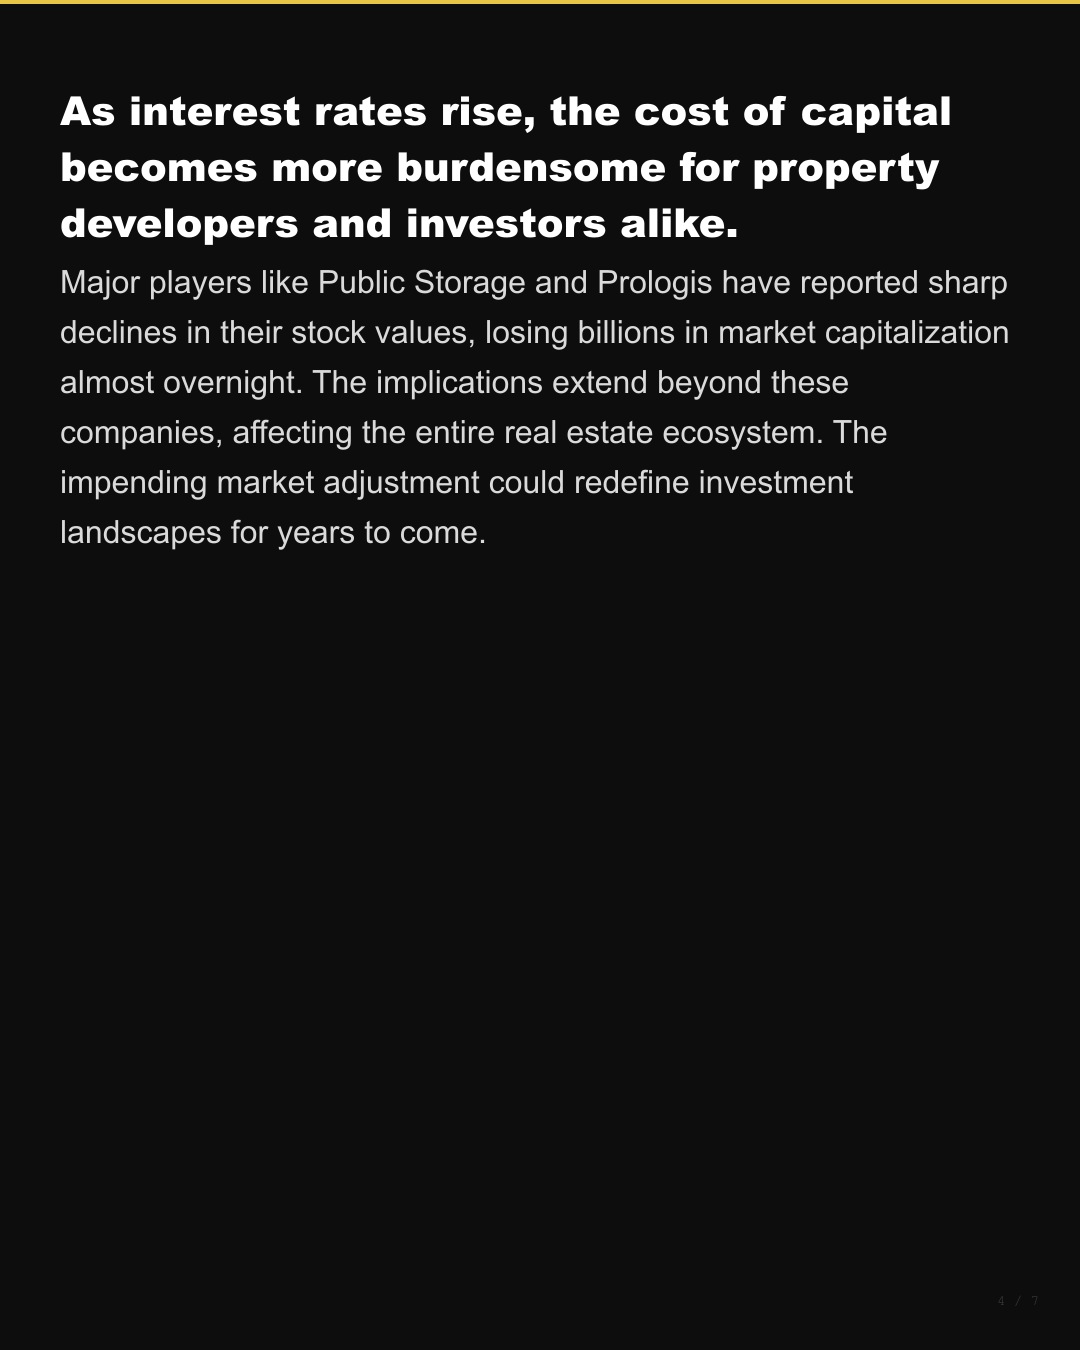 As interest rates rise, the cost of capital
becomes more burdensome for property
developers and investors alike.
Major players like Public Storage and Prologis have reported sharp
declines in their stock values, losing billions in market capitalization
almost overnight. The implications extend beyond these
companies, affecting the entire real estate ecosystem. The
impending market adjustment could redefine investment
landscapes for years to come.
4 / 7